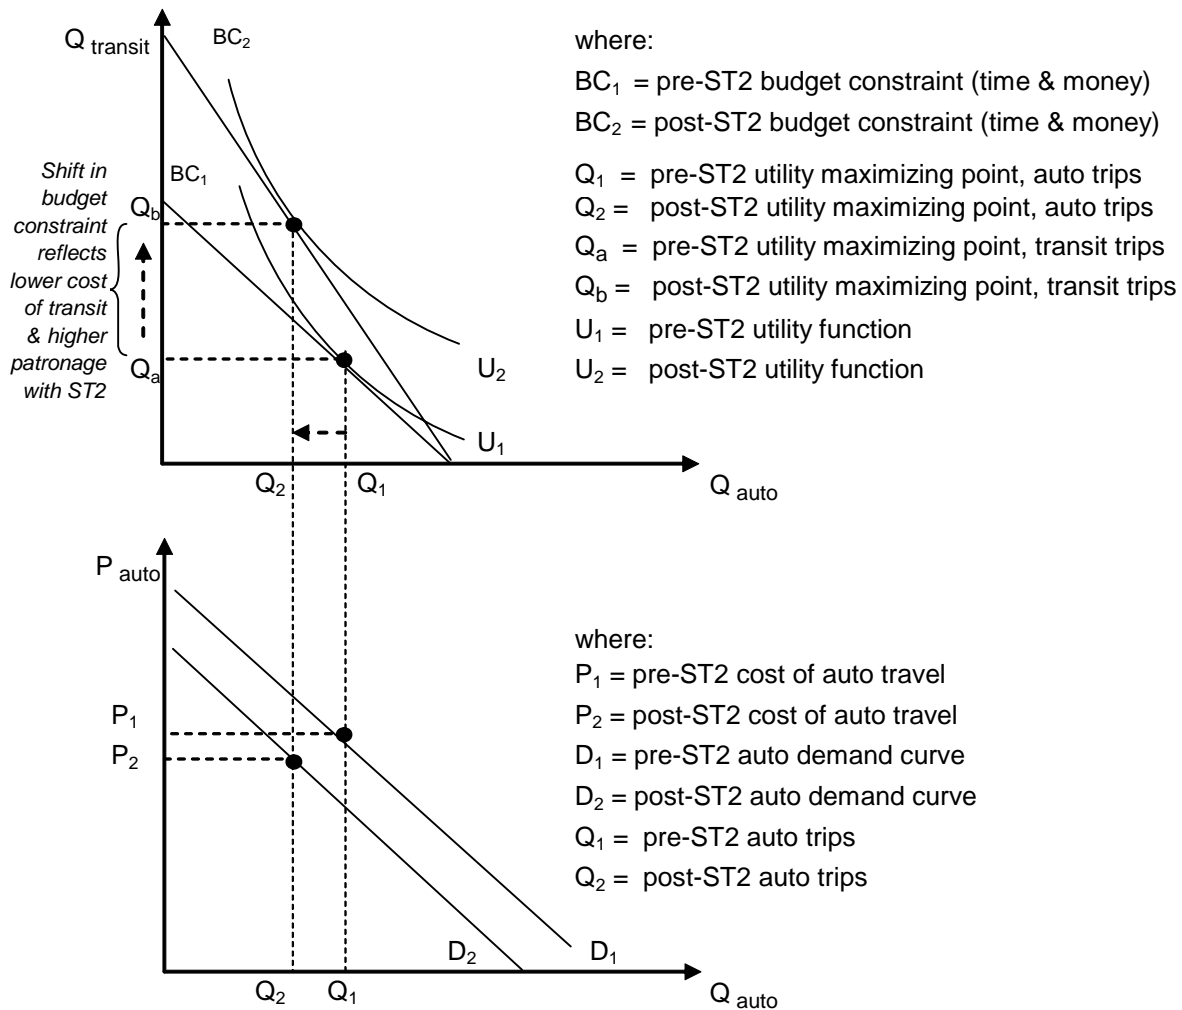 Q transit
BC₂
where:
BC₁ = pre-ST2 budget constraint (time & money)
BC₂ = post-ST2 budget constraint (time & money)
Q₁ = pre-ST2 utility maximizing point, auto trips
Q₂ = post-ST2 utility maximizing point, auto trips
Qₐ = pre-ST2 utility maximizing point, transit trips
Q_b = post-ST2 utility maximizing point, transit trips
U₁ = pre-ST2 utility function
U₂ = post-ST2 utility function
Shift in
budget
constraint
reflects
lower cost
of transit
& higher
patronage
with ST2
BC₁
Q_b
Qₐ
U₂
U₁
Q₂
Q₁
Q auto
P auto
where:
P₁ = pre-ST2 cost of auto travel
P₂ = post-ST2 cost of auto travel
D₁ = pre-ST2 auto demand curve
D₂ = post-ST2 auto demand curve
Q₁ = pre-ST2 auto trips
Q₂ = post-ST2 auto trips
P₁
P₂
D₂
D₁
Q₂
Q₁
Q auto